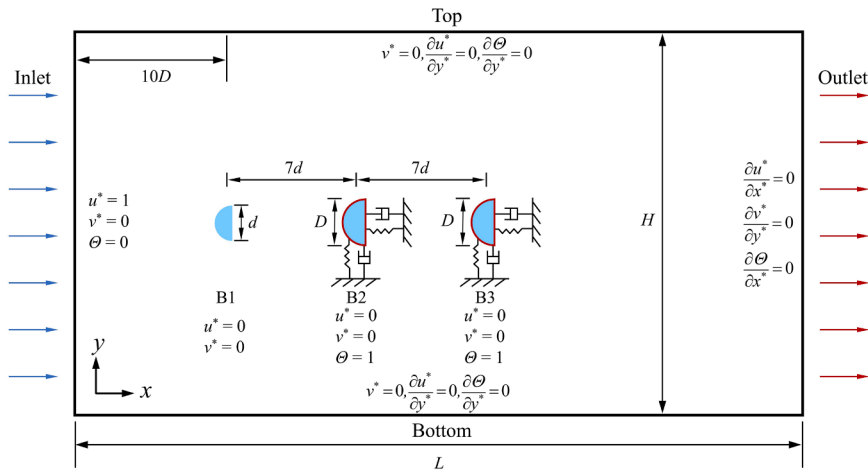 Top
v* = 0, ∂u*/∂y* = 0, ∂Θ/∂y* = 0
10D
Inlet
Outlet
7d
7d
u* = 1
v* = 0
Θ = 0
d
D
D
H
∂u*/∂x* = 0
∂v*/∂y* = 0
∂Θ/∂x* = 0
B1
B2
B3
u* = 0
v* = 0
u* = 0
v* = 0
Θ = 1
u* = 0
v* = 0
Θ = 1
y
x
v* = 0, ∂u*/∂y* = 0, ∂Θ/∂y* = 0
Bottom
L